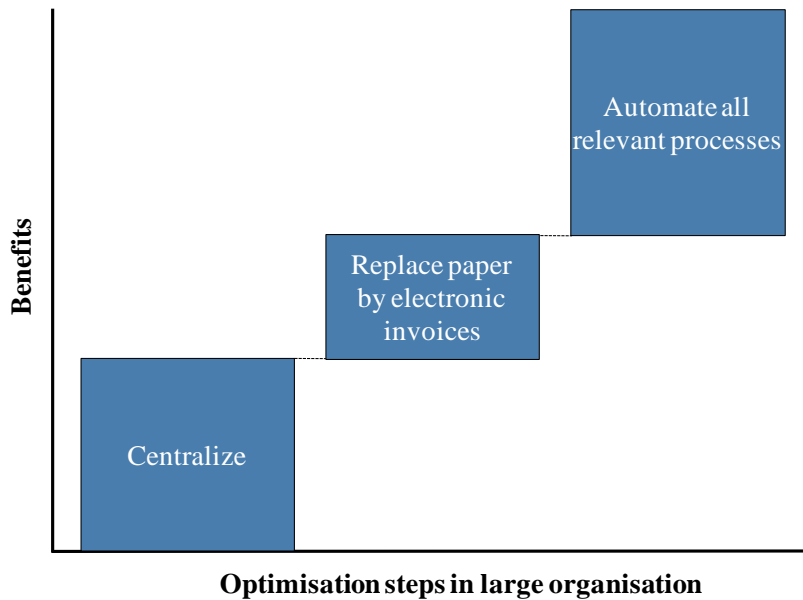 Automate all
relevant processes
Replace paper
by electronic
invoices
Centralize
Benefits
Optimisation steps in large organisation